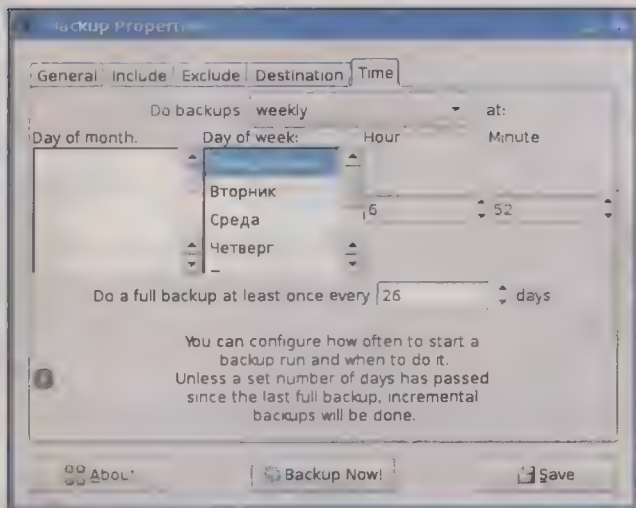 Backup Properti
General Include Exclude Destination Time
Do backups weekly at:
Day of month. Day of week: Hour Minute
Вторник
Среда
Четверг
6 52
Do a full backup at least once every 26 days
You can configure how often to start a
backup run and when to do it.
Unless a set number of days has passed
since the last full backup, incremental
backups will be done.
About Backup Now! Save